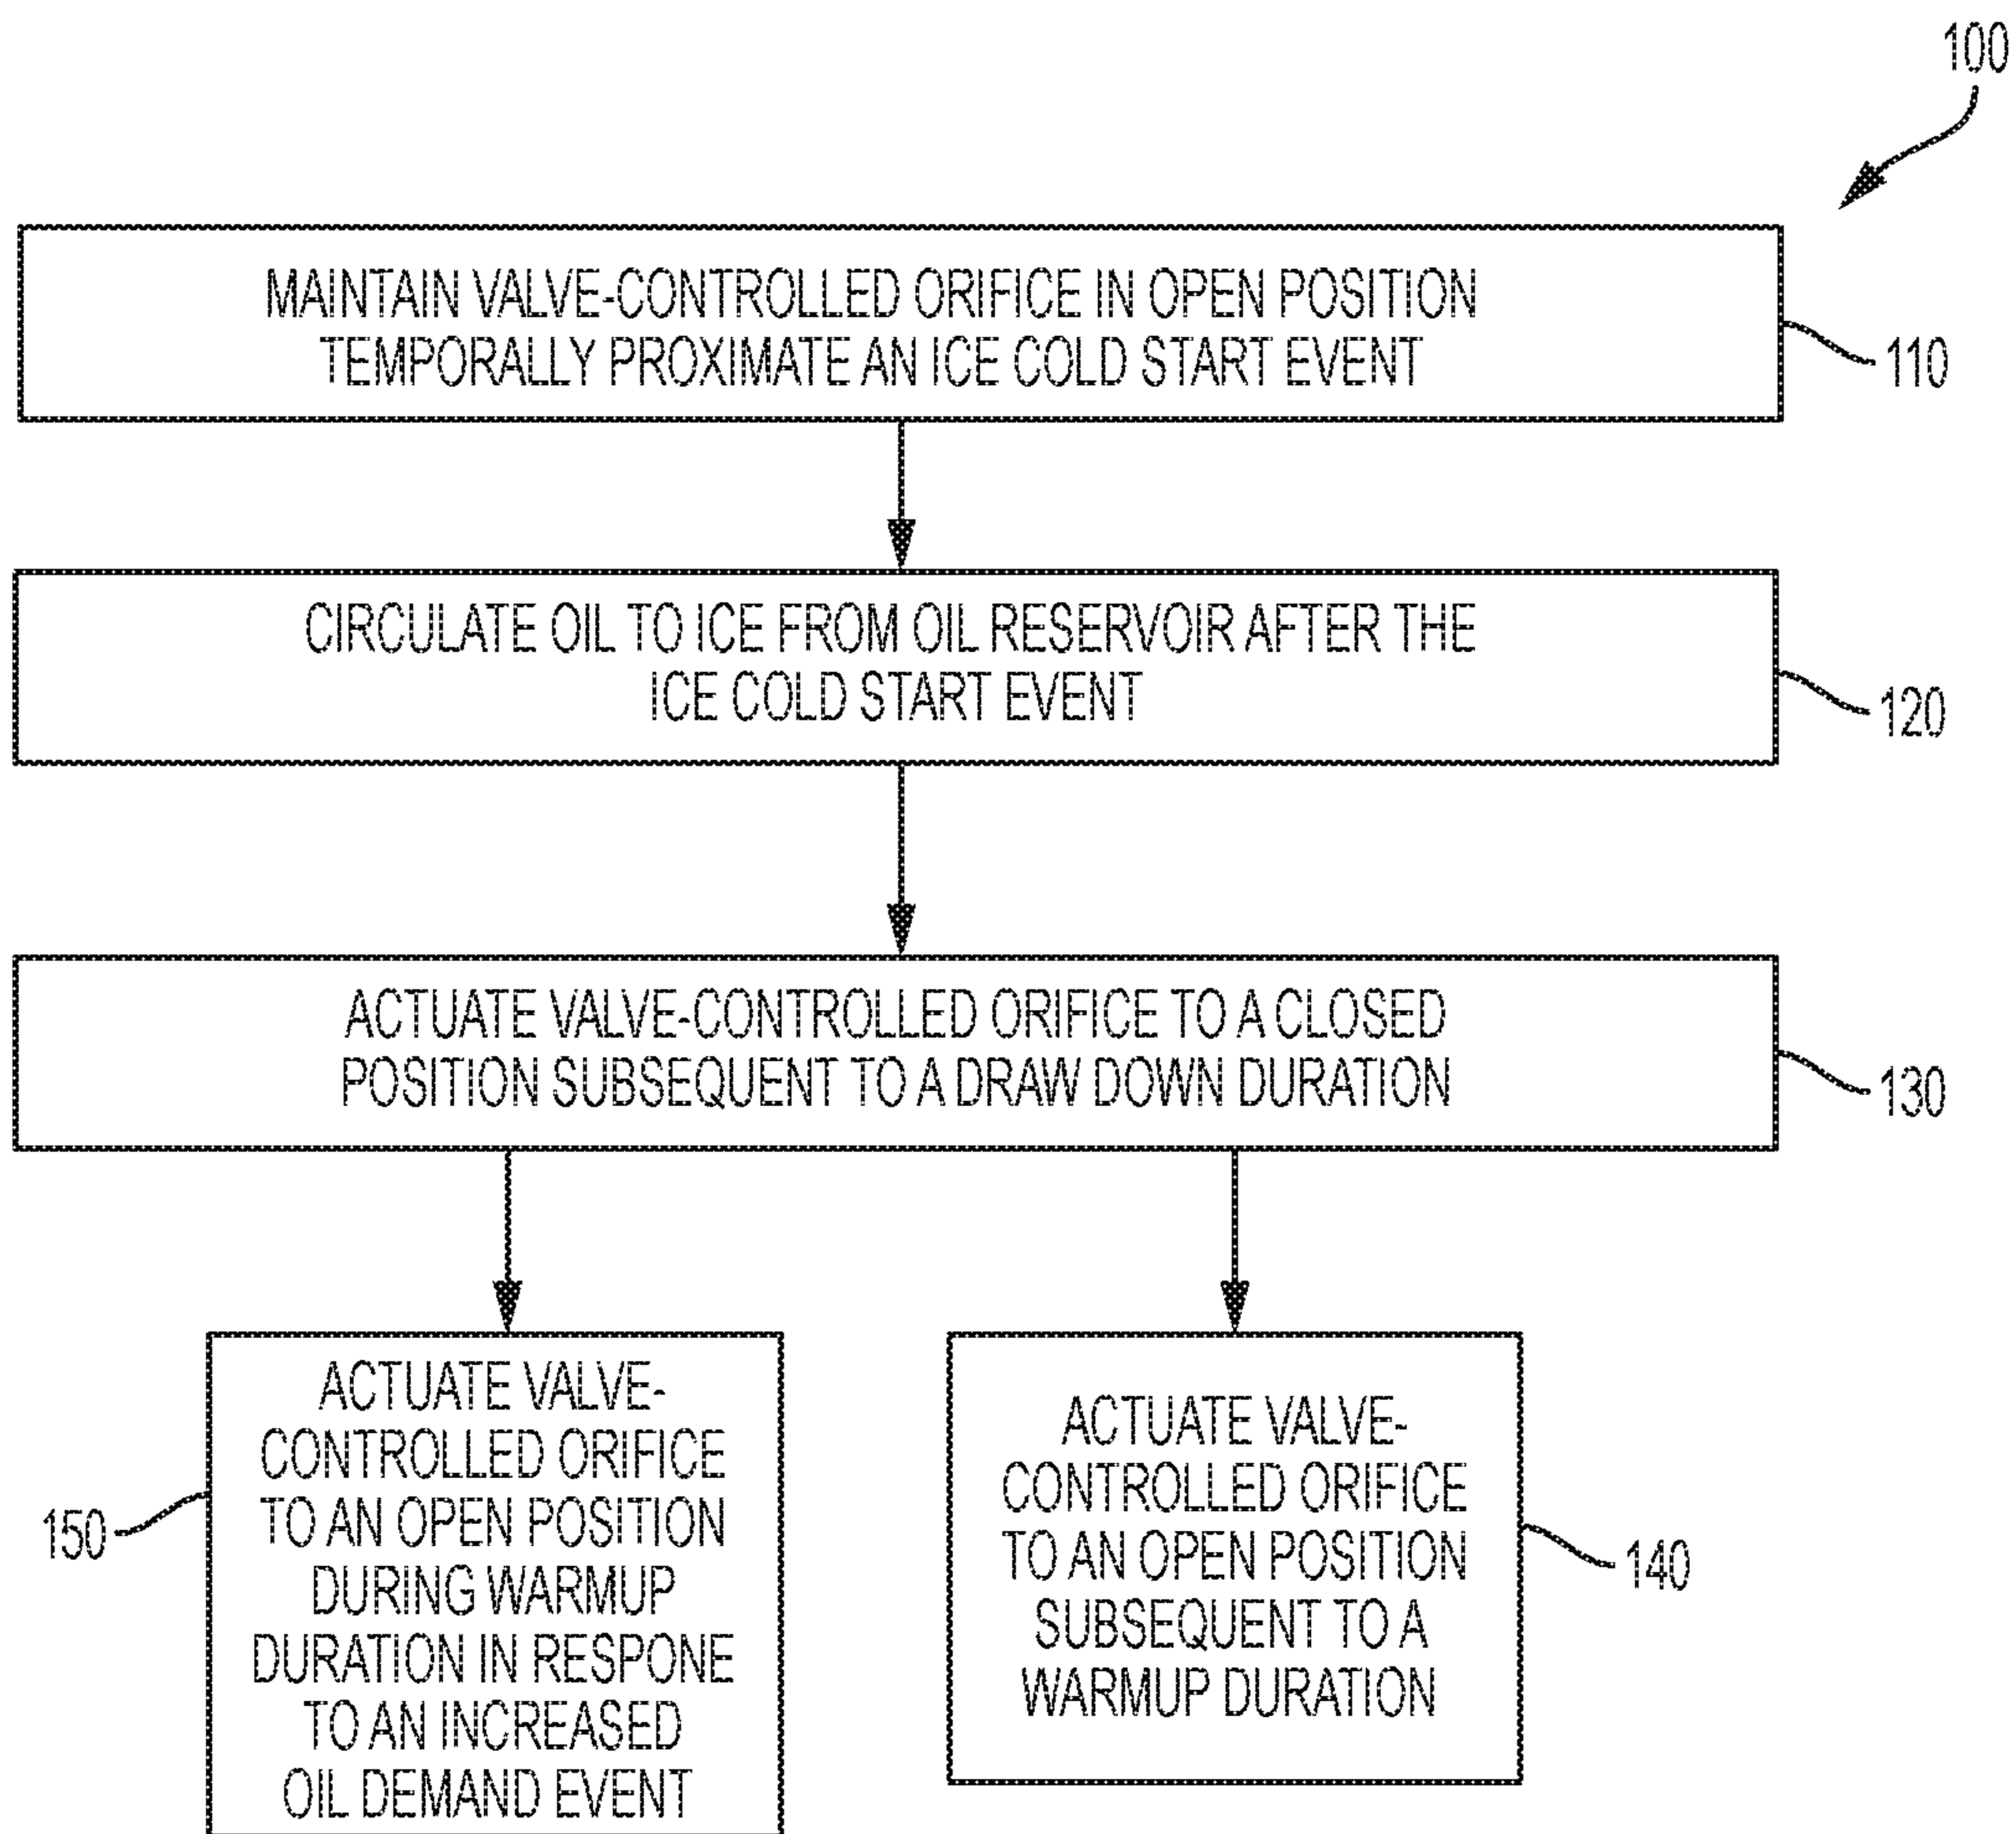 100
MAINTAIN VALVE-CONTROLLED ORIFICE IN OPEN POSITION
TEMPORALLY PROXIMATE AN ICE COLD START EVENT
110
CIRCULATE OIL TO ICE FROM OIL RESERVOIR AFTER THE
ICE COLD START EVENT
120
ACTUATE VALVE-CONTROLLED ORIFICE TO A CLOSED
POSITION SUBSEQUENT TO A DRAW DOWN DURATION
130
ACTUATE VALVE-
CONTROLLED ORIFICE
TO AN OPEN POSITION
DURING WARMUP
DURATION IN RESPONE
TO AN INCREASED
OIL DEMAND EVENT
150
ACTUATE VALVE-
CONTROLLED ORIFICE
TO AN OPEN POSITION
SUBSEQUENT TO A
WARMUP DURATION
140